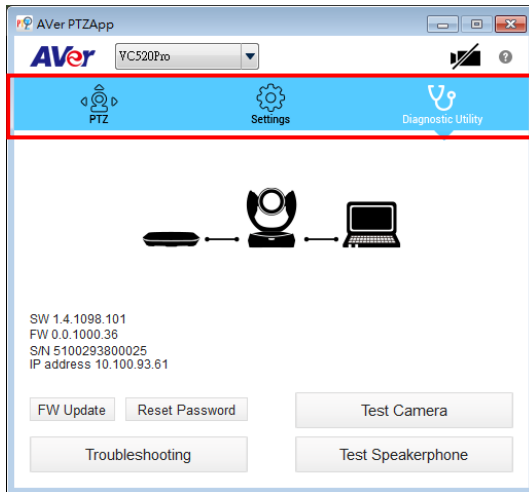 AVer PTZApp
AVer
VC520Pro
PTZ
Settings
Diagnostic Utility
SW 1.4.1098.101
FW 0.0.1000.36
S/N 5100293800025
IP address 10.100.93.61
FW Update
Reset Password
Test Camera
Troubleshooting
Test Speakerphone